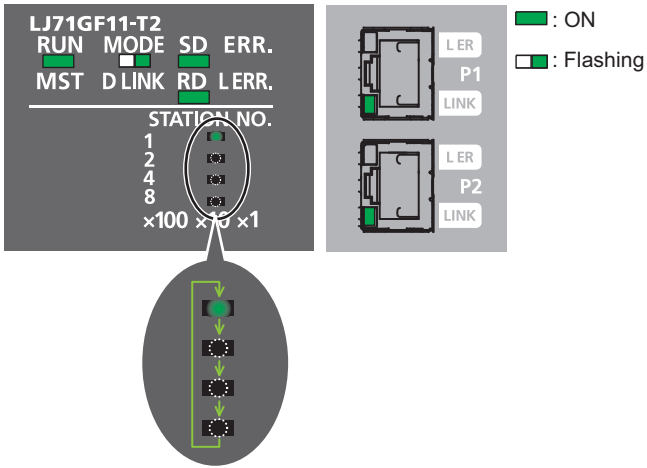 LJ71GF11-T2
RUN MODE SD ERR.
MST D LINK RD L ERR.
STATION NO.
1
2
4
8
×100 ×10 ×1
L ER
P1
LINK
L ER
P2
LINK
: ON
: Flashing